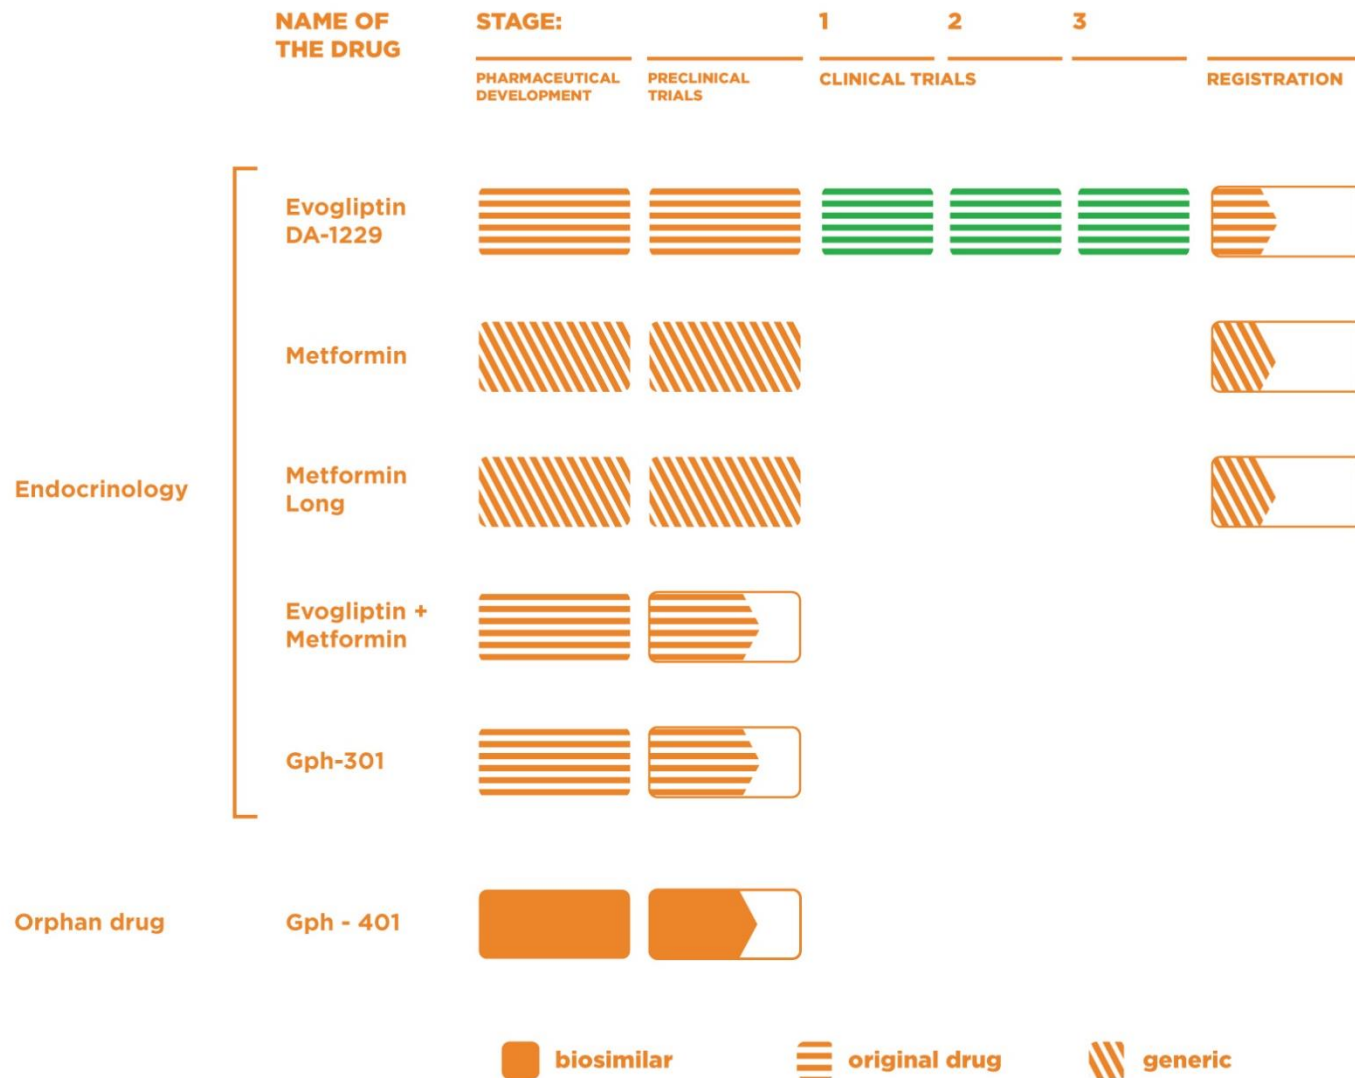 NAME OF
THE DRUG
STAGE:
1
2
3
PHARMACEUTICAL
DEVELOPMENT
PRECLINICAL
TRIALS
CLINICAL TRIALS
REGISTRATION
Endocrinology
Evogliptin
DA-1229
Metformin
Metformin
Long
Evogliptin +
Metformin
Gph-301
Orphan drug
Gph - 401
biosimilar
original drug
generic